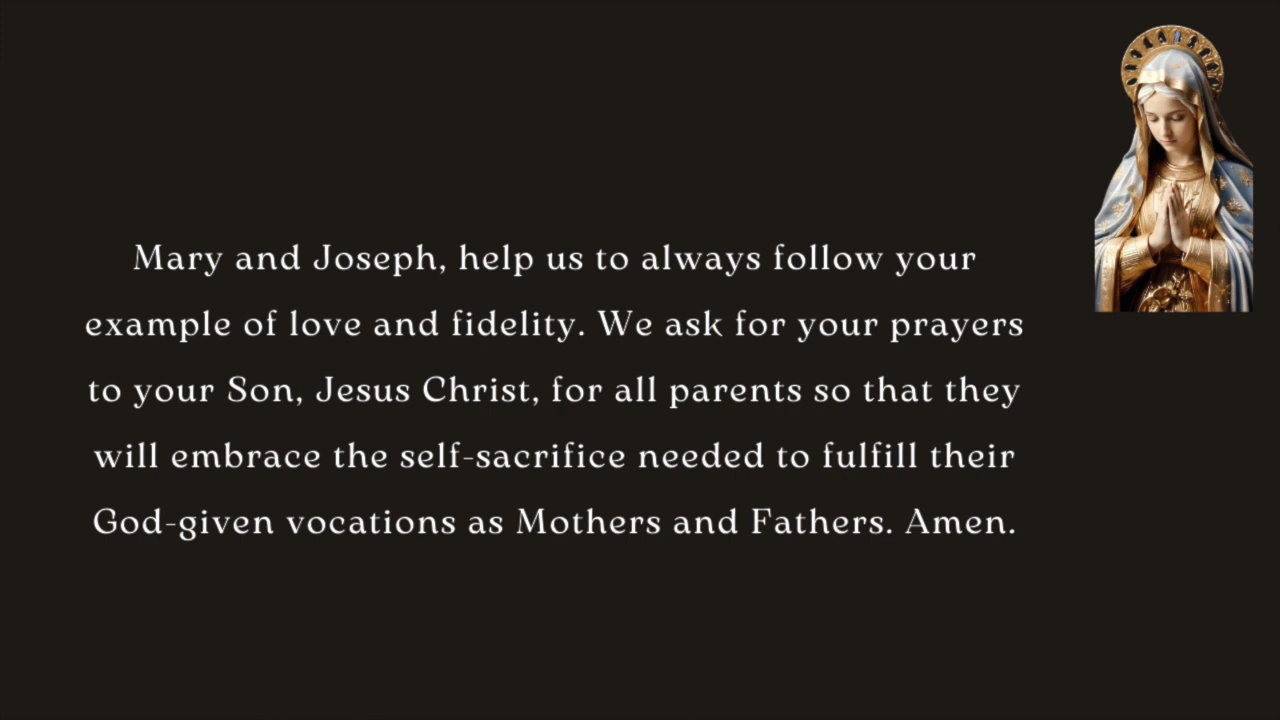 Mary and Joseph, help us to always follow your
example of love and fidelity. We ask for your prayers
to your Son, Jesus Christ, for all parents so that they
will embrace the self-sacrifice needed to fulfill their
God-given vocations as Mothers and Fathers. Amen.